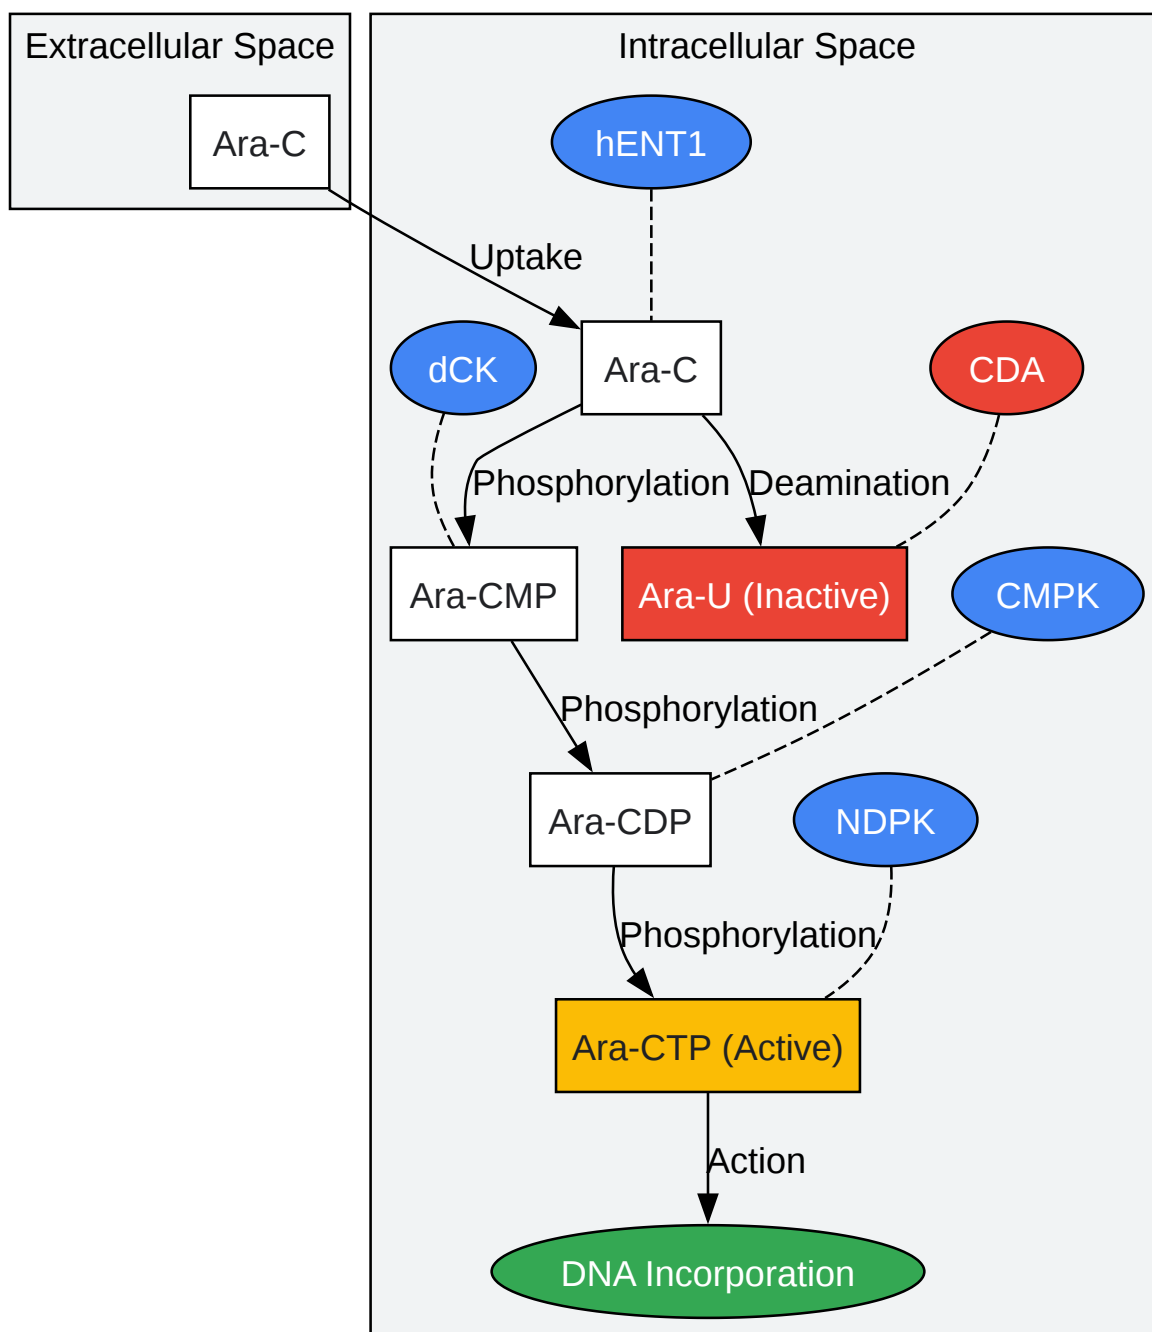 Extracellular Space
Intracellular Space
Ara-C
hENT1
Uptake
dCK
Ara-C
CDA
Phosphorylation
Deamination
Ara-CMP
Ara-U (Inactive)
CMPK
Phosphorylation
Ara-CDP
NDPK
Phosphorylation
Ara-CTP (Active)
Action
DNA Incorporation